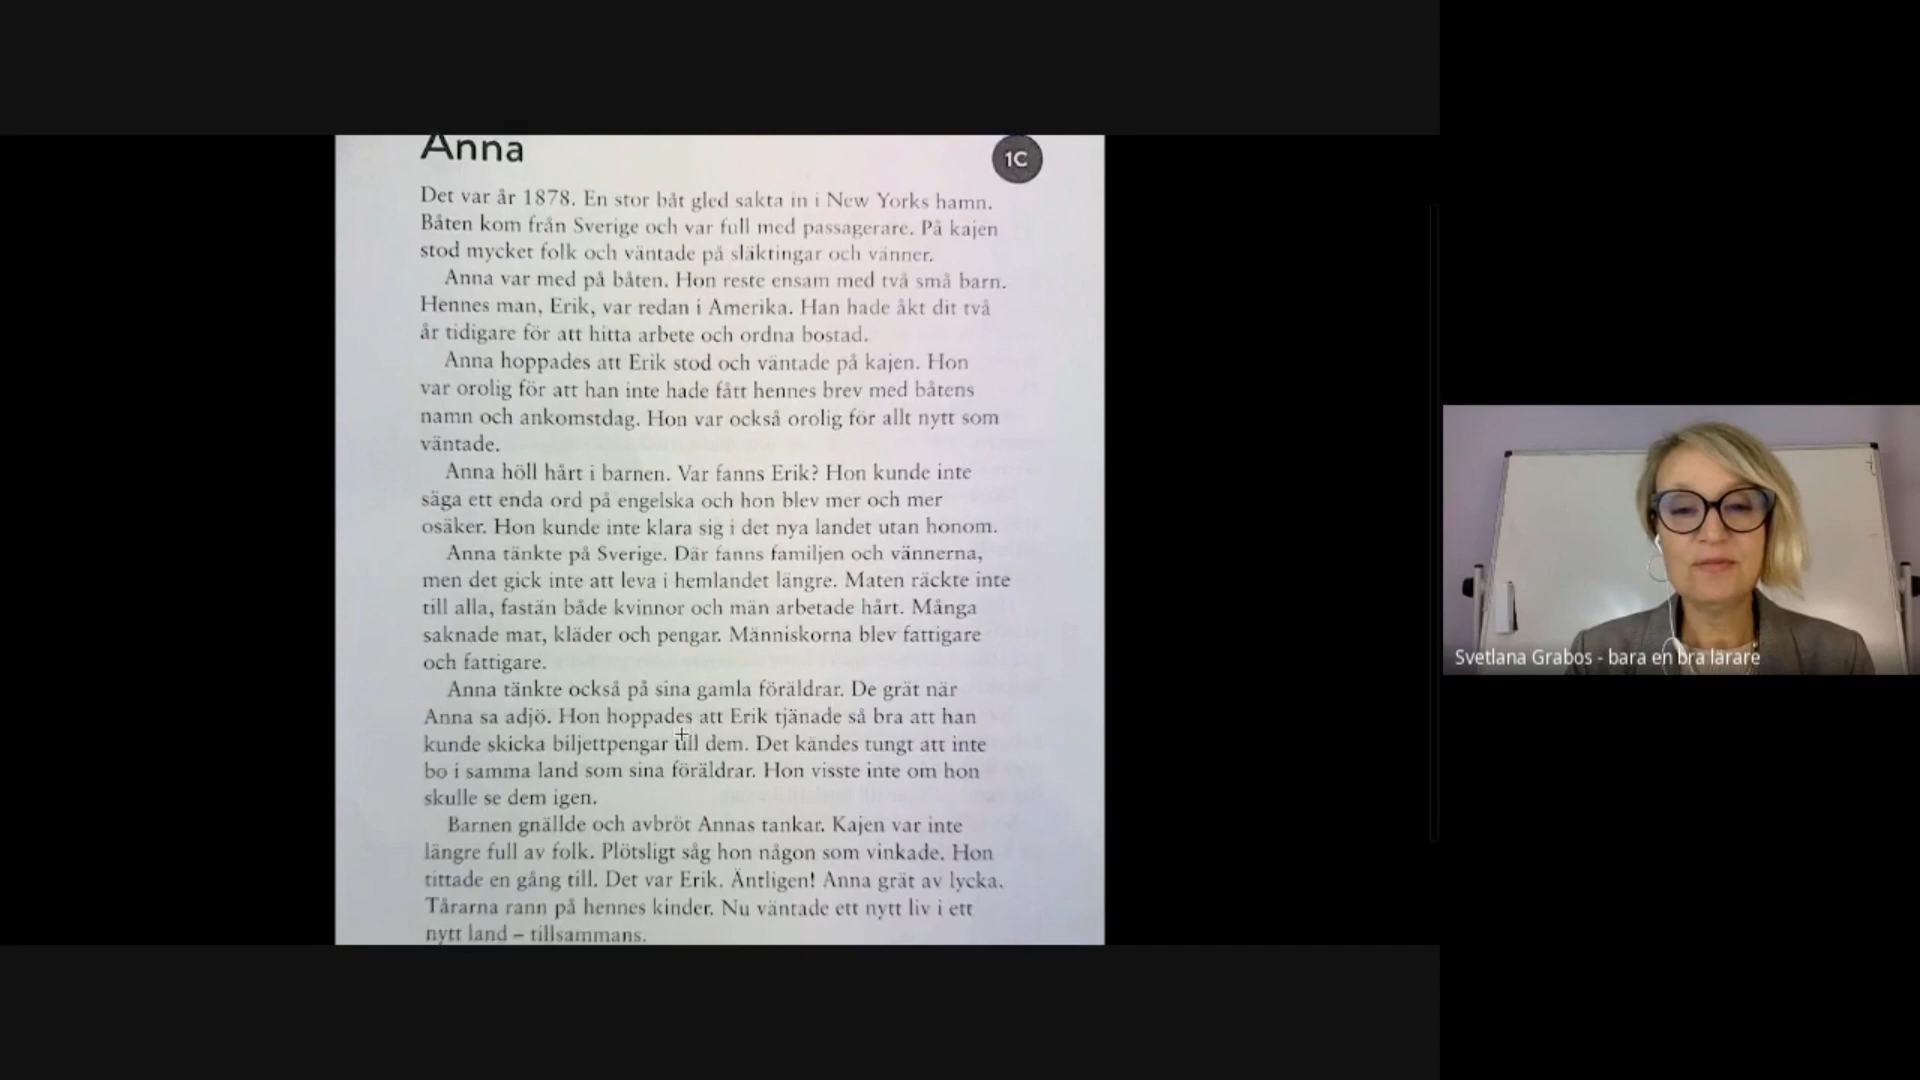 Anna
1C
Det var år 1878. En stor båt gled sakta in i New Yorks hamn.
Båten kom från Sverige och var full med passagerare. På kajen
stod mycket folk och väntade på släktingar och vänner.
Anna var med på båten. Hon reste ensam med två små barn.
Hennes man, Erik, var redan i Amerika. Han hade åkt dit två
år tidigare för att hitta arbete och ordna bostad.
Anna hoppades att Erik stod och väntade på kajen. Hon
var orolig för att han inte hade fått hennes brev med båtens
namn och ankomstdag. Hon var också orolig för allt nytt som
väntade.
Anna höll hårt i barnen. Var fanns Erik? Hon kunde inte
säga ett enda ord på engelska och hon blev mer och mer
osäker. Hon kunde inte klara sig i det nya landet utan honom.
Anna tänkte på Sverige. Där fanns familjen och vännerna,
men det gick inte att leva i hemlandet längre. Maten räckte inte
till alla, fastän både kvinnor och män arbetade hårt. Många
saknade mat, kläder och pengar. Människorna blev fattigare
och fattigare.
Anna tänkte också på sina gamla föräldrar. De grät när
Anna sa adjö. Hon hoppades att Erik tjänade så bra att han
kunde skicka biljettpengar till dem. Det kändes tungt att inte
bo i samma land som sina föräldrar. Hon visste inte om hon
skulle se dem igen.
Barnen gnällde och avbröt Annas tankar. Kajen var inte
längre full av folk. Plötsligt såg hon någon som vinkade. Hon
tittade en gång till. Det var Erik. Äntligen! Anna grät av lycka.
Tårarna rann på hennes kinder. Nu väntade ett nytt liv i ett
nytt land – tillsammans.
Svetlana Grabos - bara en bra lärare